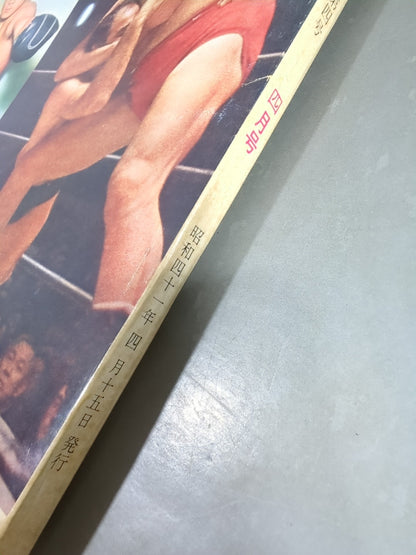 四月号
昭和四十一年 四 月十五日 発行